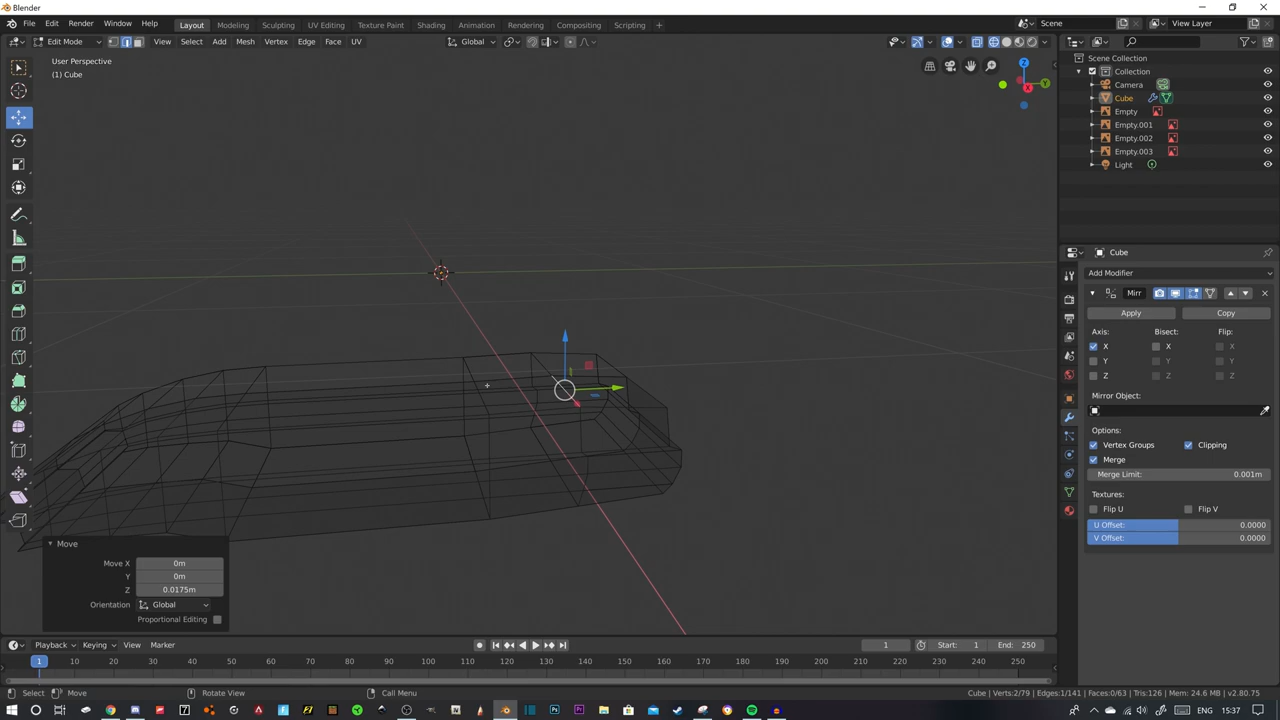 Blender
File Edit Render Window Help Layout Modeling Sculpting UV Editing Texture Paint Shading Animation Rendering Compositing Scripting + Scene View Layer
Edit Mode View Select Add Mesh Vertex Edge Face UV Global
User Perspective
(1) Cube
Z
Y
X
Scene Collection
Collection
Camera
Cube
Empty
Empty.001
Empty.002
Empty.003
Light
Cube
Add Modifier
Mirr
Apply Copy
Axis: Bisect: Flip:
X X X
Y Y Y
Z Z Z
Mirror Object:
Options:
Vertex Groups Clipping
Merge
Merge Limit: 0.001m
Textures:
Flip U Flip V
U Offset: 0.0000
V Offset: 0.0000
Move
Move X 0m
Y 0m
Z 0.0175m
Orientation Global
Proportional Editing
Playback Keying View Marker 1 Start: 1 End: 250
1 10 20 30 40 50 60 70 80 90 100 110 120 130 140 150 160 170 180 190 200 210 220 230 240 250
Select Move Rotate View Call Menu Cube | Verts:2/79 | Edges:1/141 | Faces:0/63 | Tris:126 | Mem: 24.6 MB | v2.80.75
ENG 15:37